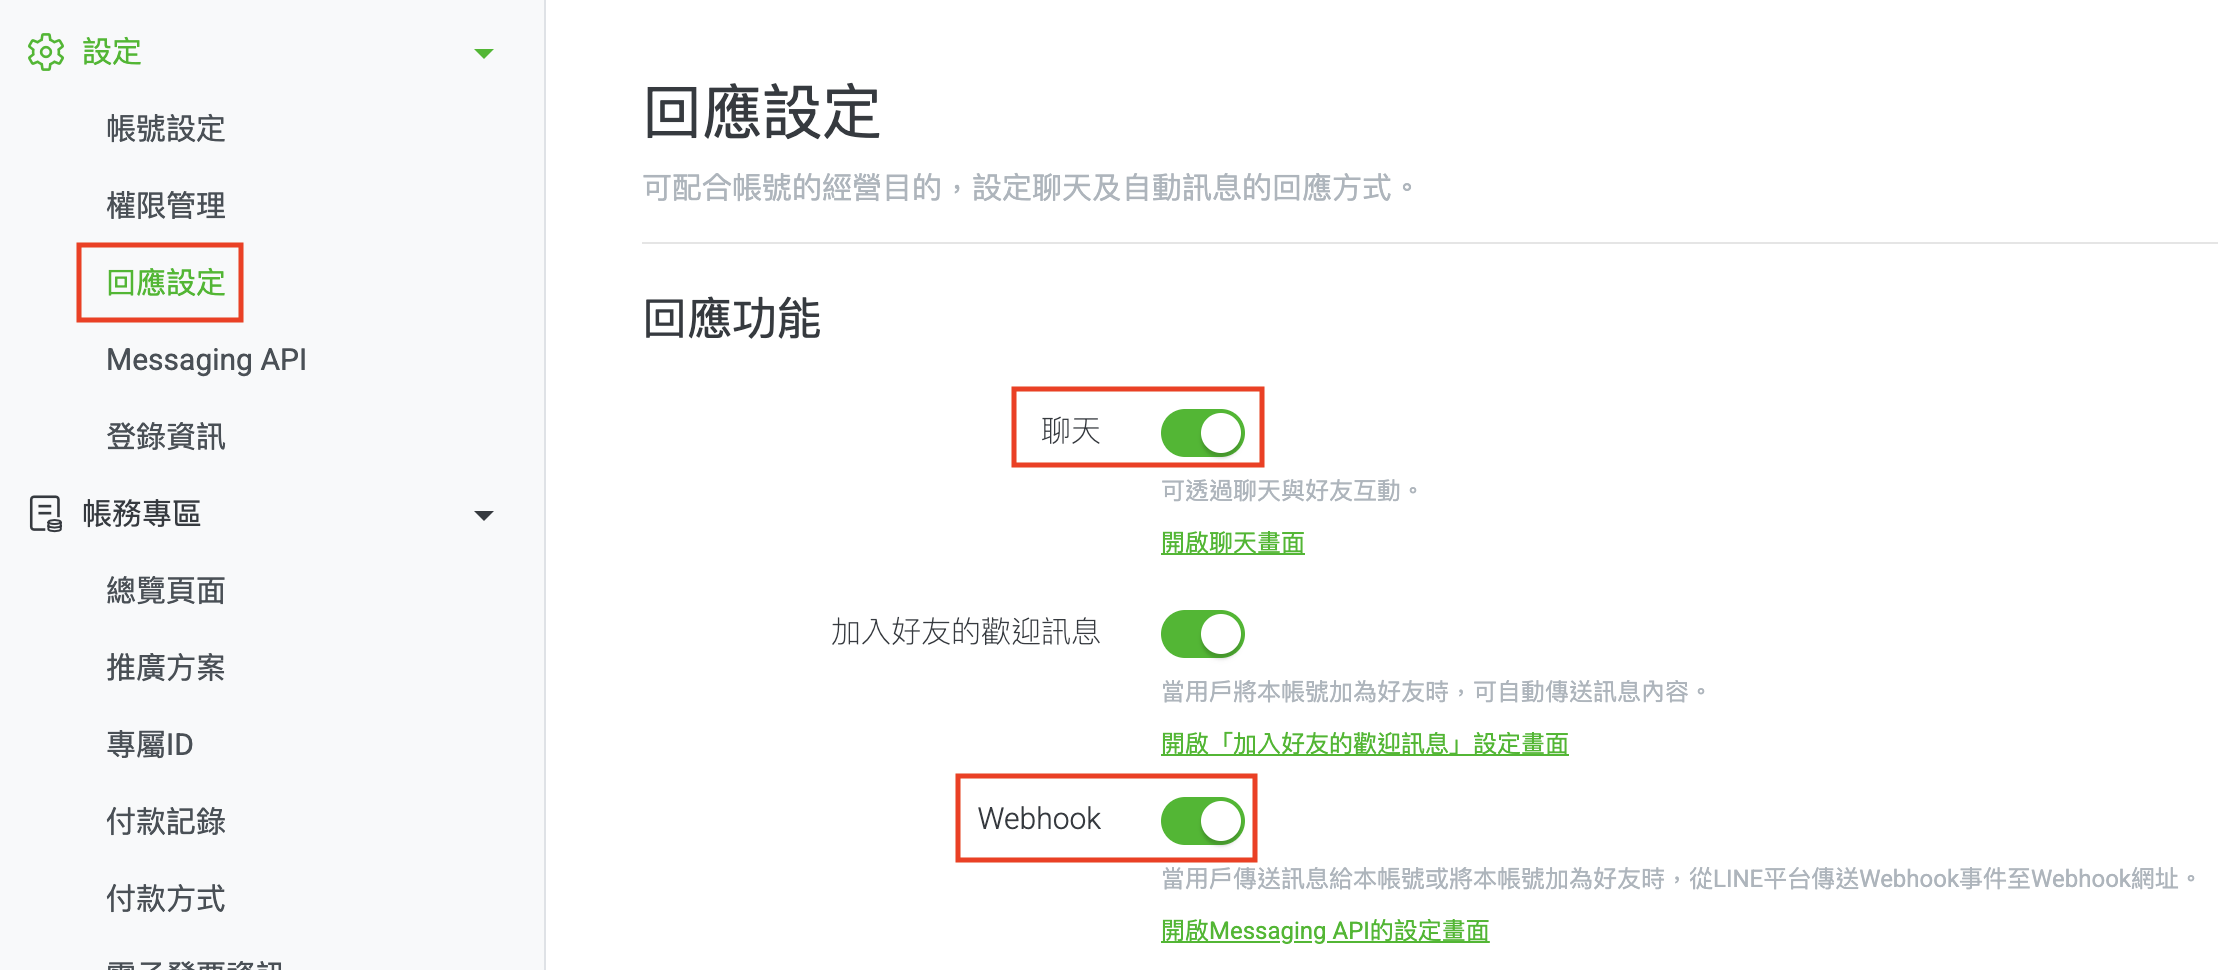 設定
帳號設定
權限管理
回應設定
Messaging API
登錄資訊
帳務專區
總覽頁面
推廣方案
專屬ID
付款記錄
付款方式
電子發票資訊
回應設定
可配合帳號的經營目的，設定聊天及自動訊息的回應方式。
回應功能
聊天
可透過聊天與好友互動。
開啟聊天畫面
加入好友的歡迎訊息
當用戶將本帳號加為好友時，可自動傳送訊息內容。
開啟「加入好友的歡迎訊息」設定畫面
Webhook
當用戶傳送訊息給本帳號或將本帳號加為好友時，從LINE平台傳送Webhook事件至Webhook網址。
開啟Messaging API的設定畫面